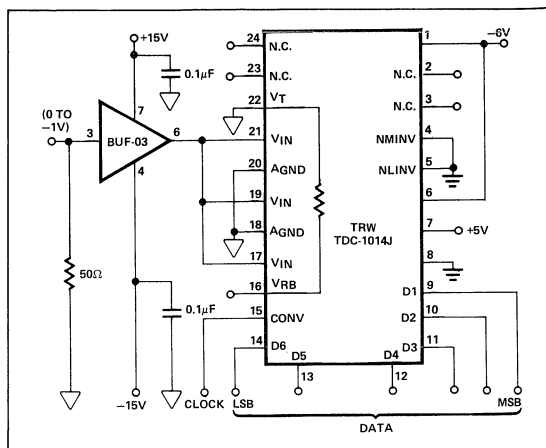 +15V
0.1μF
7
(0 TO
−1V)
3
BUF-03
6
4
50Ω
0.1μF
−15V
24
N.C.
23
N.C.
22
VT
21
VIN
20
AGND
19
VIN
18
AGND
17
VIN
16
VRB
15
CONV
14
D6
D5
13
D4
12
TRW
TDC-1014J
1
−6V
N.C.
2
N.C.
3
NMINV
4
NLINV
5
6
7
+5V
8
D1
9
D2
10
D3
11
CLOCK
LSB
MSB
DATA